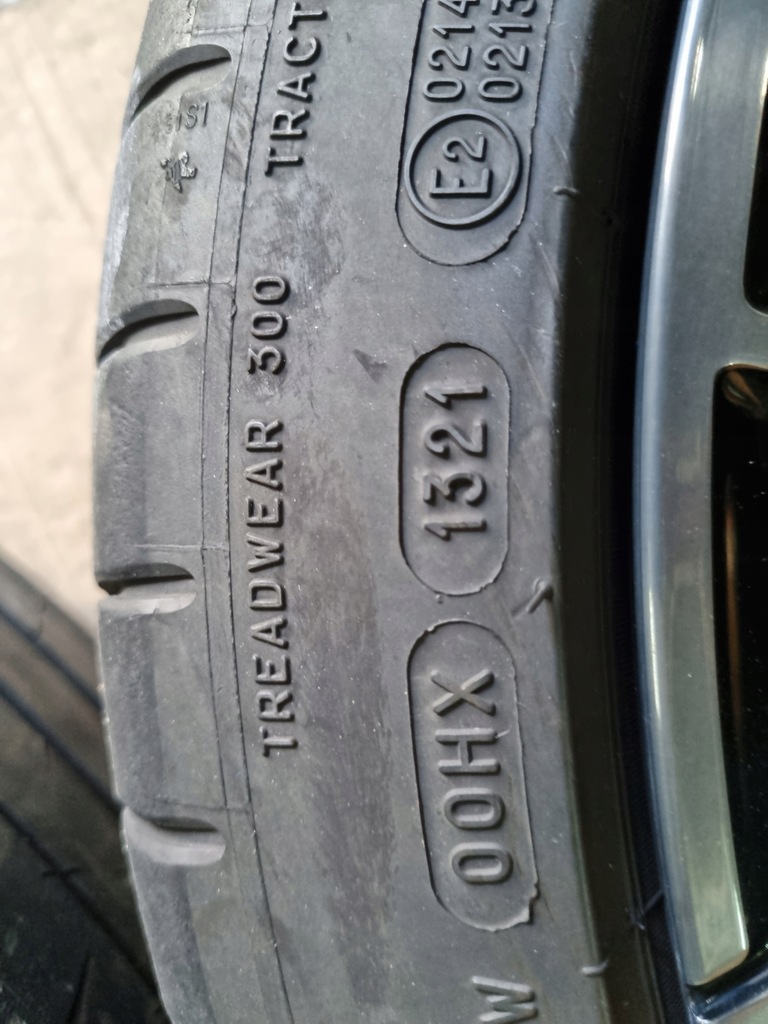 TREADWEAR 300 TRACT
E2 0214
0213
W 00HX 1321